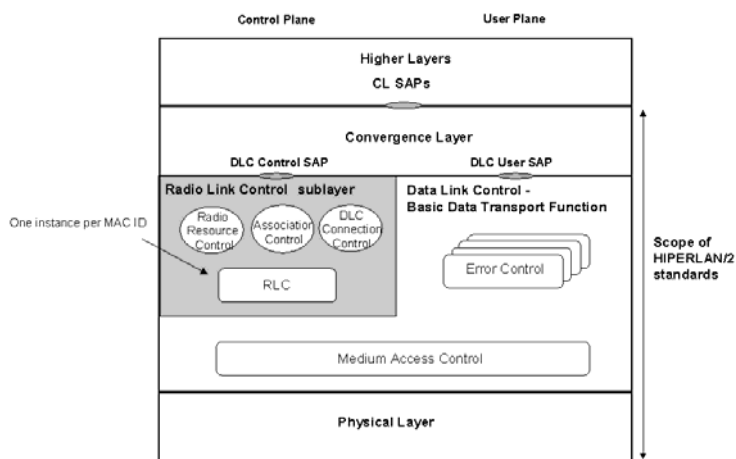 Control Plane
User Plane
Higher Layers
CL SAPs
Convergence Layer
DLC Control SAP
DLC User SAP
Radio Link Control sublayer
Data Link Control -
Basic Data Transport Function
Radio
Resource
Control
Association
Control
DLC
Connection
Control
One instance per MAC ID
RLC
Error Control
Scope of
HIPERLAN/2
standards
Medium Access Control
Physical Layer